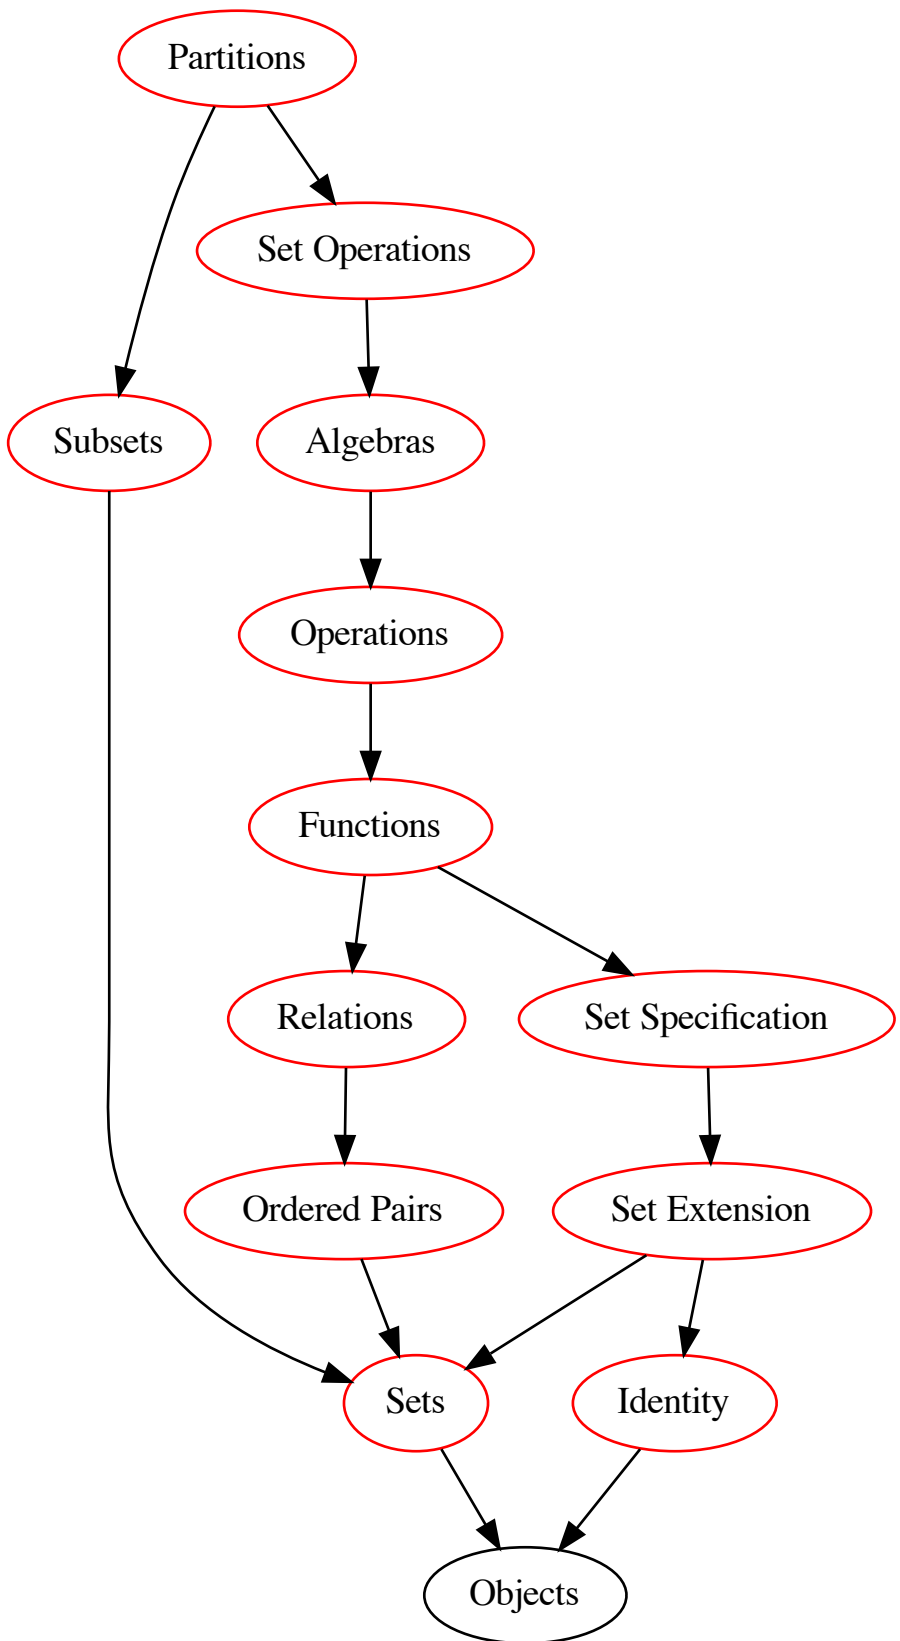 Partitions
Set Operations
Subsets
Algebras
Operations
Functions
Relations
Set Specification
Ordered Pairs
Set Extension
Sets
Identity
Objects